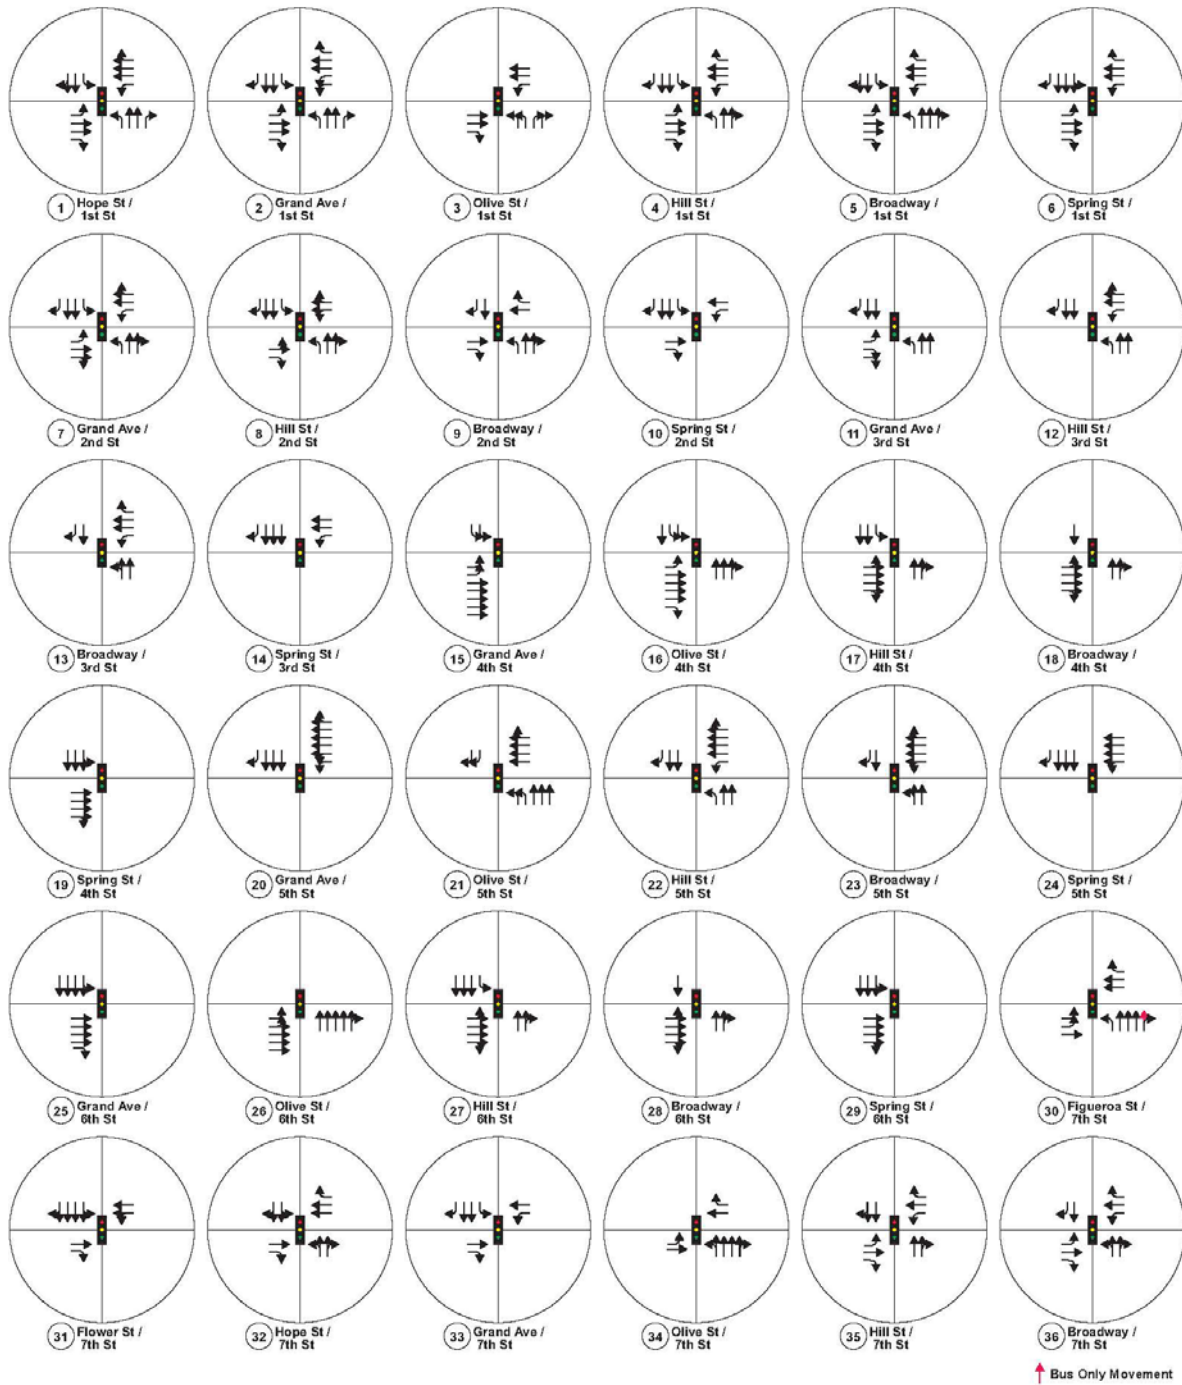 1 Hope St /
1st St
2 Grand Ave /
1st St
3 Olive St /
1st St
4 Hill St /
1st St
5 Broadway /
1st St
6 Spring St /
1st St
7 Grand Ave /
2nd St
8 Hill St /
2nd St
9 Broadway /
2nd St
10 Spring St /
2nd St
11 Grand Ave /
3rd St
12 Hill St /
3rd St
13 Broadway /
3rd St
14 Spring St /
3rd St
15 Grand Ave /
4th St
16 Olive St /
4th St
17 Hill St /
4th St
18 Broadway /
4th St
19 Spring St /
4th St
20 Grand Ave /
5th St
21 Olive St /
5th St
22 Hill St /
5th St
23 Broadway /
5th St
24 Spring St /
5th St
25 Grand Ave /
6th St
26 Olive St /
6th St
27 Hill St /
6th St
28 Broadway /
6th St
29 Spring St /
6th St
30 Figueroa St /
7th St
31 Flower St /
7th St
32 Hope St /
7th St
33 Grand Ave /
7th St
34 Olive St /
7th St
35 Hill St /
7th St
36 Broadway /
7th St
Bus Only Movement